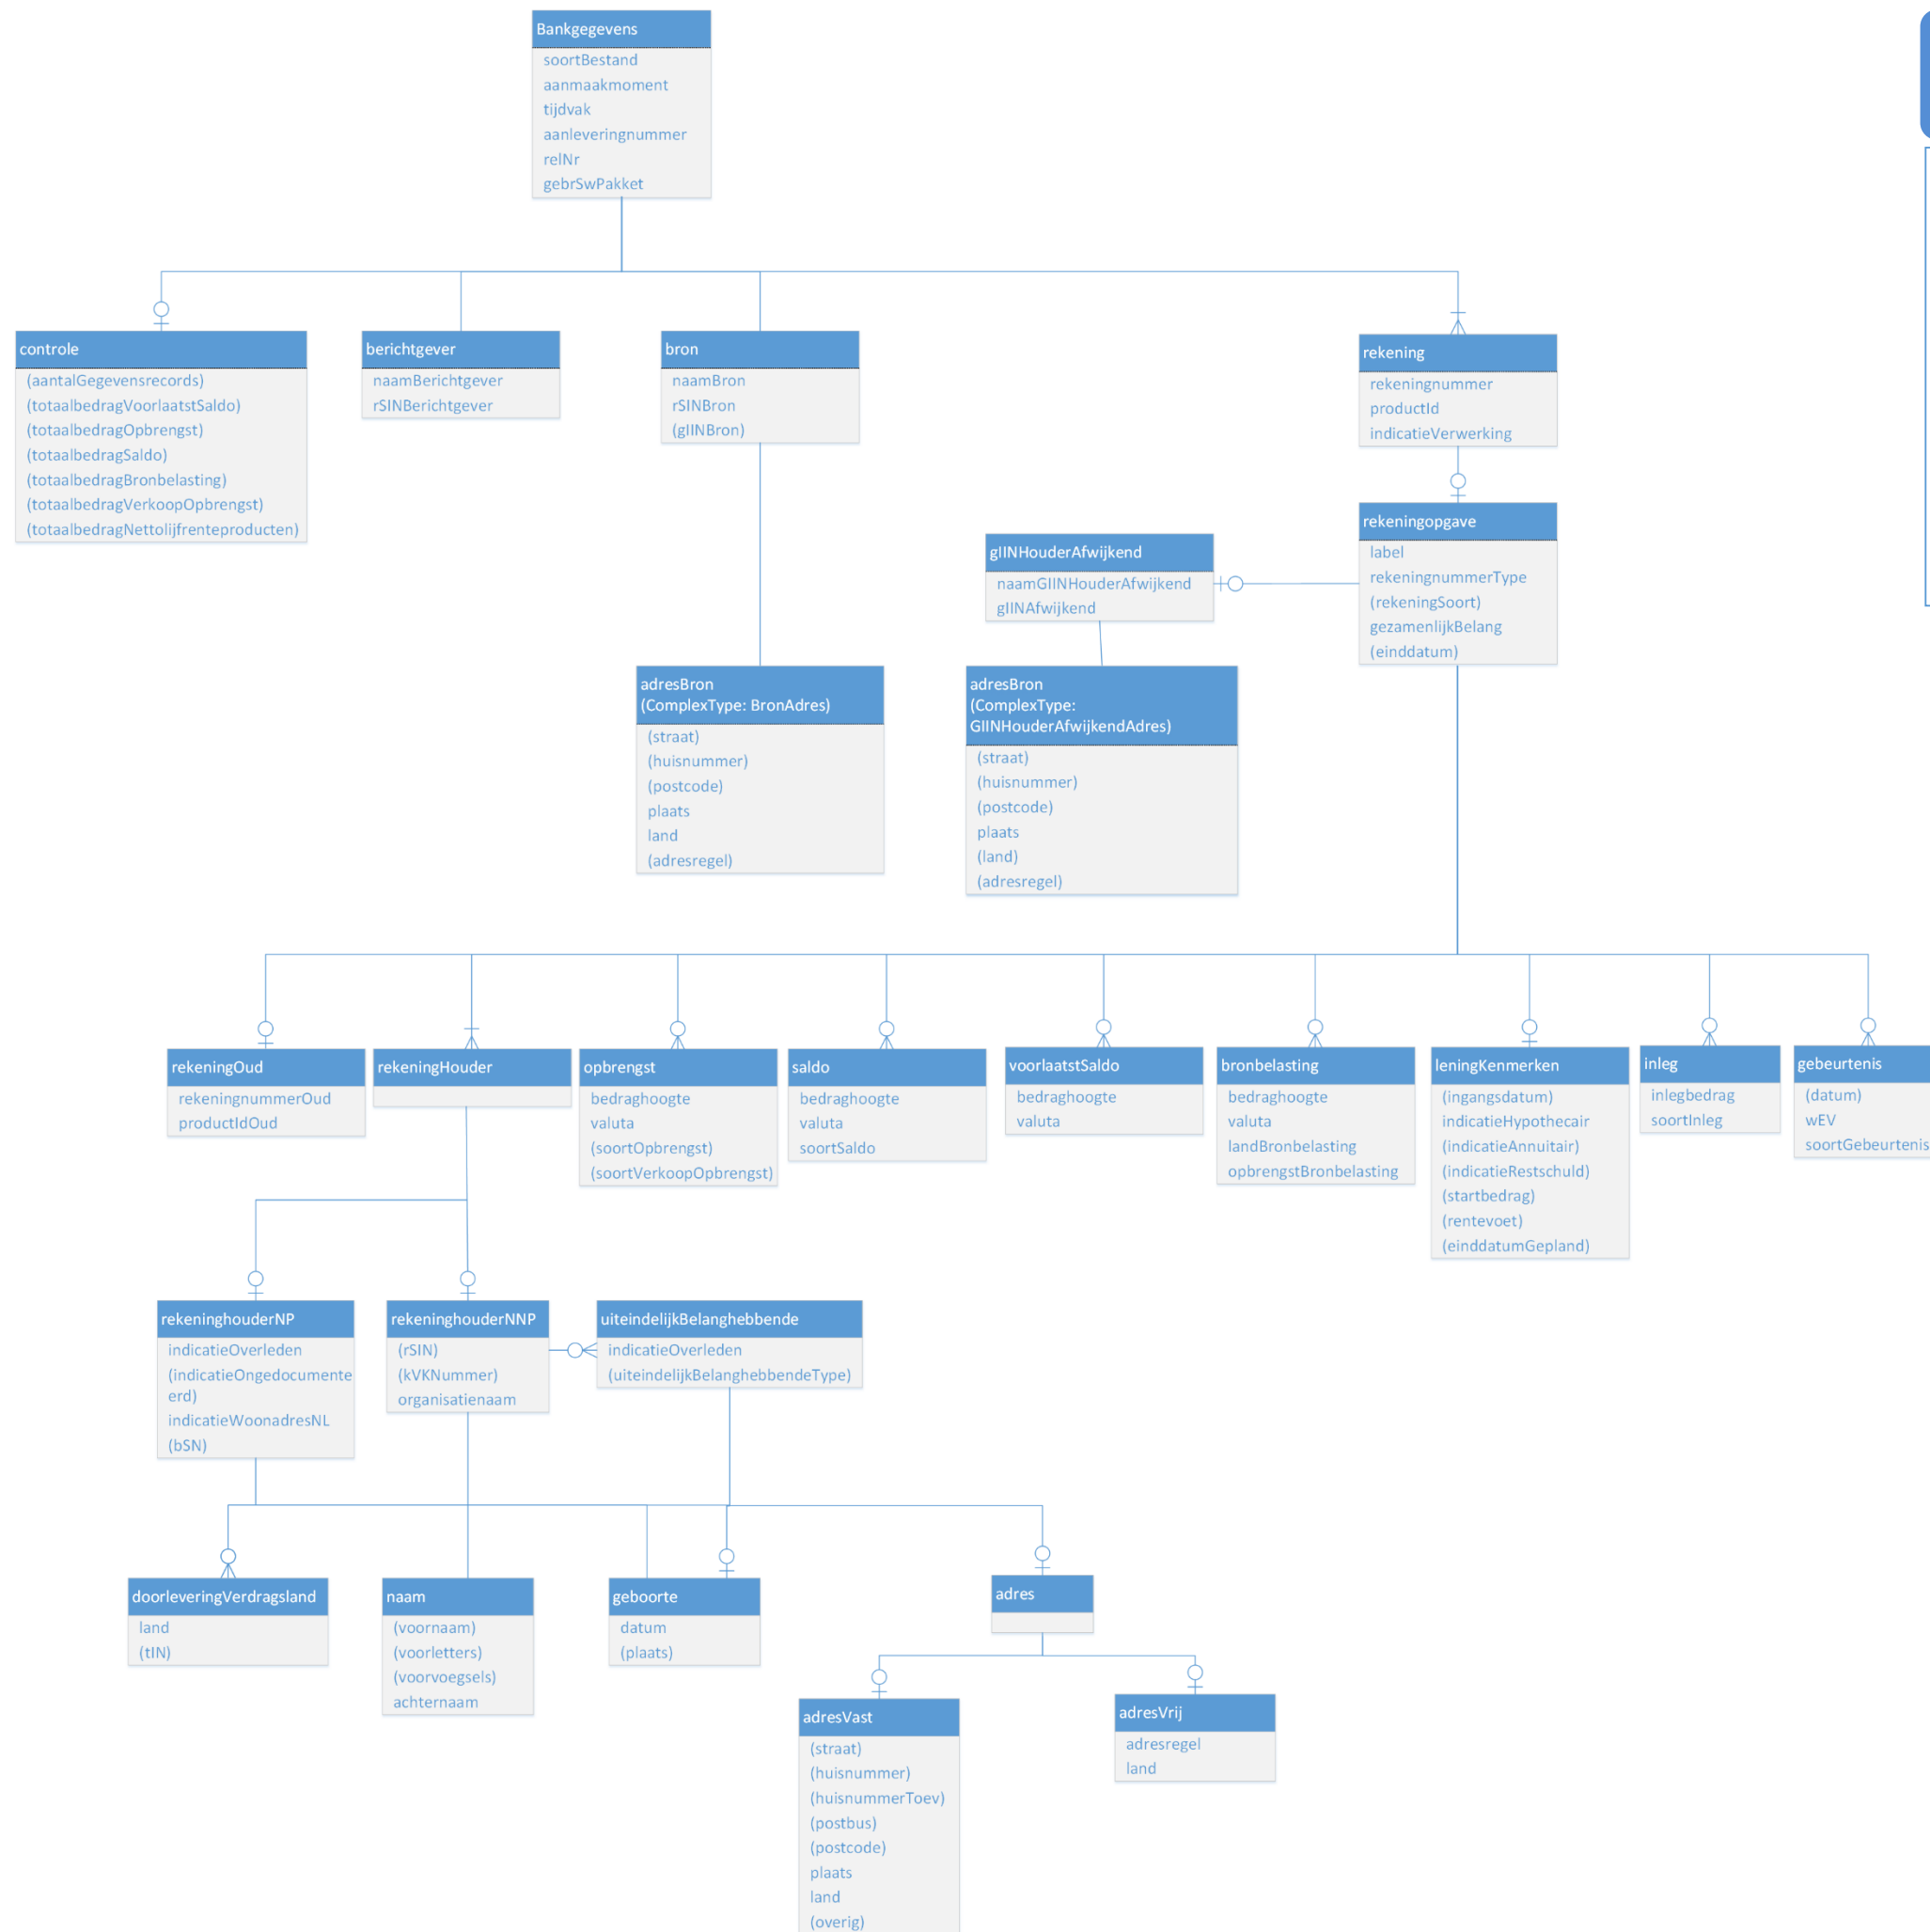 Bankgegevens
soortBestand
aanmaakmoment
tijdvak
aanleveringnummer
relNr
gebrSwPakket
controle
(aantalGegevensrecords)
(totaalbedragVoorlaatstSaldo)
(totaalbedragOpbrengst)
(totaalbedragSaldo)
(totaalbedragBronbelasting)
(totaalbedragVerkoopOpbrengst)
(totaalbedragNettolijfrenteproducten)
berichtgever
naamBerichtgever
rSINBerichtgever
bron
naamBron
rSINBron
(gIINBron)
rekening
rekeningnummer
productId
indicatieVerwerking
rekeningopgave
label
rekeningnummerType
(rekeningSoort)
gezamenlijkBelang
(einddatum)
gIINHouderAfwijkend
naamGIINHouderAfwijkend
gIINAfwijkend
adresBron
(ComplexType: BronAdres)
(straat)
(huisnummer)
(postcode)
plaats
land
(adresregel)
adresBron
(ComplexType:
GIINHouderAfwijkendAdres)
(straat)
(huisnummer)
(postcode)
plaats
(land)
(adresregel)
rekeningOud
rekeningnummerOud
productIdOud
rekeningHouder
opbrengst
bedraghoogte
valuta
(soortOpbrengst)
(soortVerkoopOpbrengst)
saldo
bedraghoogte
valuta
soortSaldo
voorlaatstSaldo
bedraghoogte
valuta
bronbelasting
bedraghoogte
valuta
landBronbelasting
opbrengstBronbelasting
leningKenmerken
(ingangsdatum)
indicatieHypothecair
(indicatieAnnuitair)
(indicatieRestschuld)
(startbedrag)
(rentevoet)
(einddatumGepland)
inleg
inlegbedrag
soortInleg
gebeurtenis
(datum)
wEV
soortGebeurtenis
rekeninghouderNP
indicatieOverleden
(indicatieOngedocumente
erd)
indicatieWoonadresNL
(bSN)
rekeninghouderNNP
(rSIN)
(kVKNummer)
organisatienaam
uiteindelijkBelanghebbende
indicatieOverleden
(uiteindelijkBelanghebbendeType)
doorleveringVerdragsland
land
(tIN)
naam
(voornaam)
(voorletters)
(voorvoegsels)
achternaam
geboorte
datum
(plaats)
adres
adresVast
(straat)
(huisnummer)
(huisnummerToev)
(postbus)
(postcode)
plaats
land
(overig)
adresVrij
adresregel
land